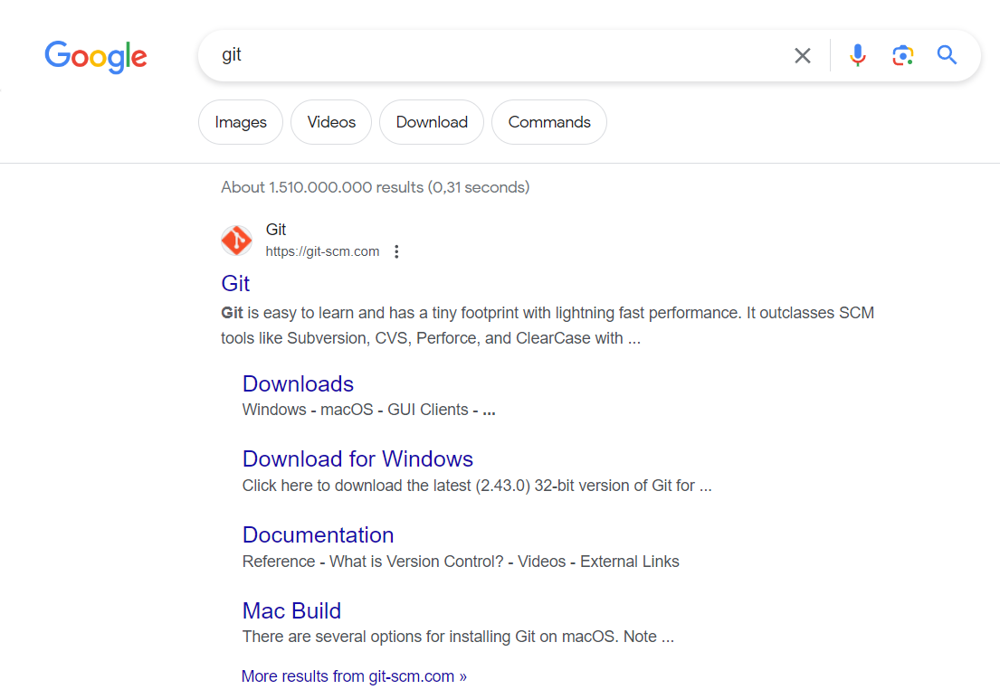 Google
git
Images Videos Download Commands
About 1.510.000.000 results (0,31 seconds)
Git
https://git-scm.com
Git
Git is easy to learn and has a tiny footprint with lightning fast performance. It outclasses SCM
tools like Subversion, CVS, Perforce, and ClearCase with ...
Downloads
Windows - macOS - GUI Clients - ...
Download for Windows
Click here to download the latest (2.43.0) 32-bit version of Git for ...
Documentation
Reference - What is Version Control? - Videos - External Links
Mac Build
There are several options for installing Git on macOS. Note ...
More results from git-scm.com »